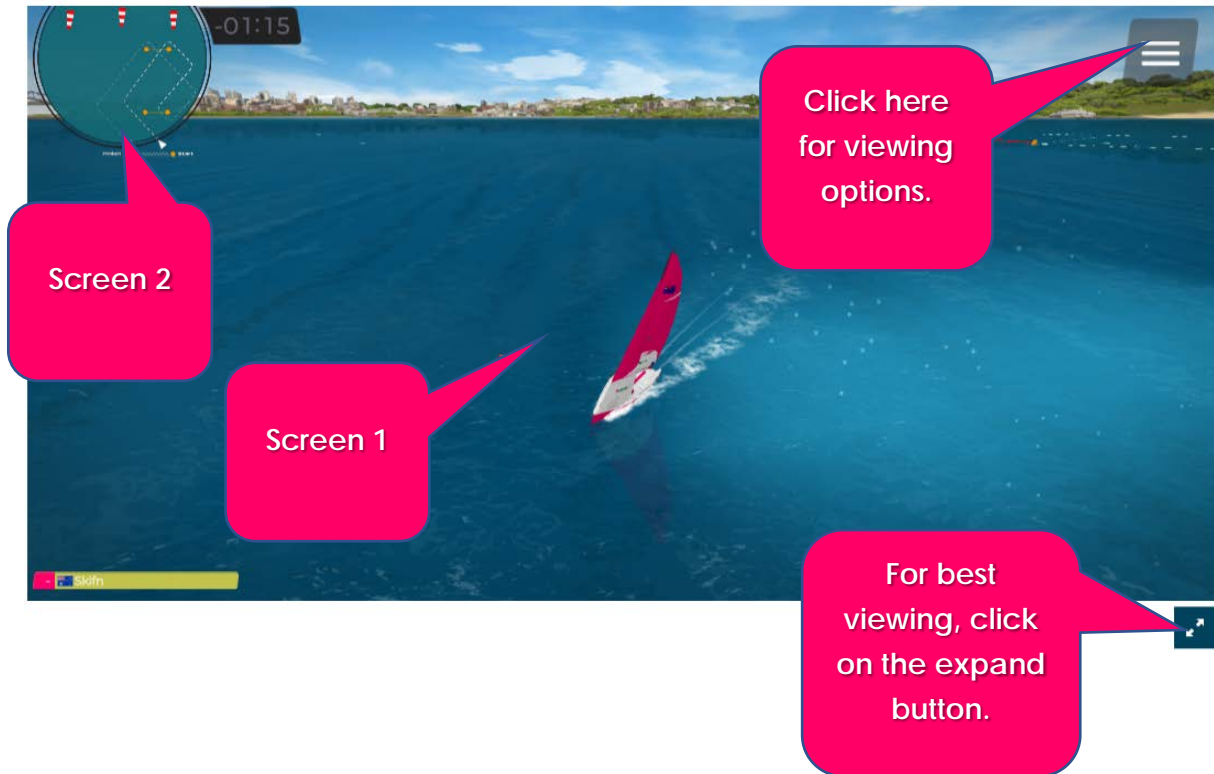 -01:15
Click here
for viewing
options.
Screen 2
Screen 1
- Skifn
For best
viewing, click
on the expand
button.